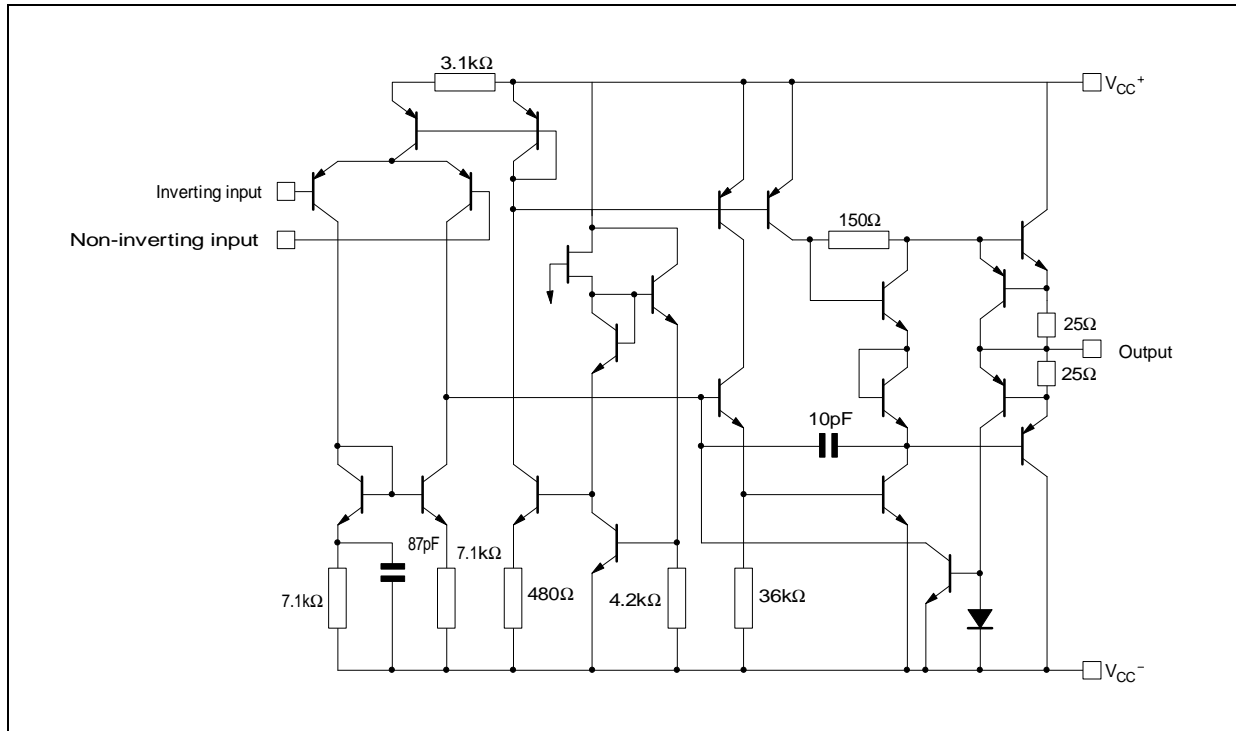 3.1kΩ
V_CC+
Inverting input
150Ω
Non-inverting input
25Ω
Output
25Ω
10pF
87pF
7.1kΩ
7.1kΩ
480Ω
4.2kΩ
36kΩ
V_CC−